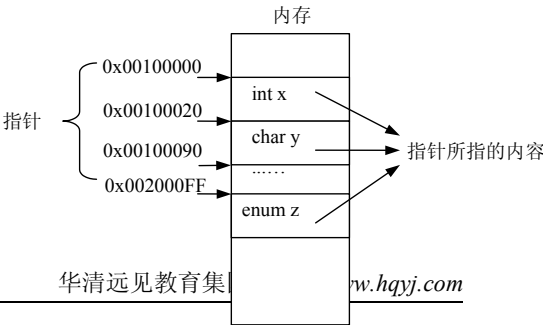 内存
0x00100000
int x
0x00100020
指针
char y
0x00100090
指针所指的内容
...…
0x002000FF
enum z
华清远见教育集 w.hqyj.com